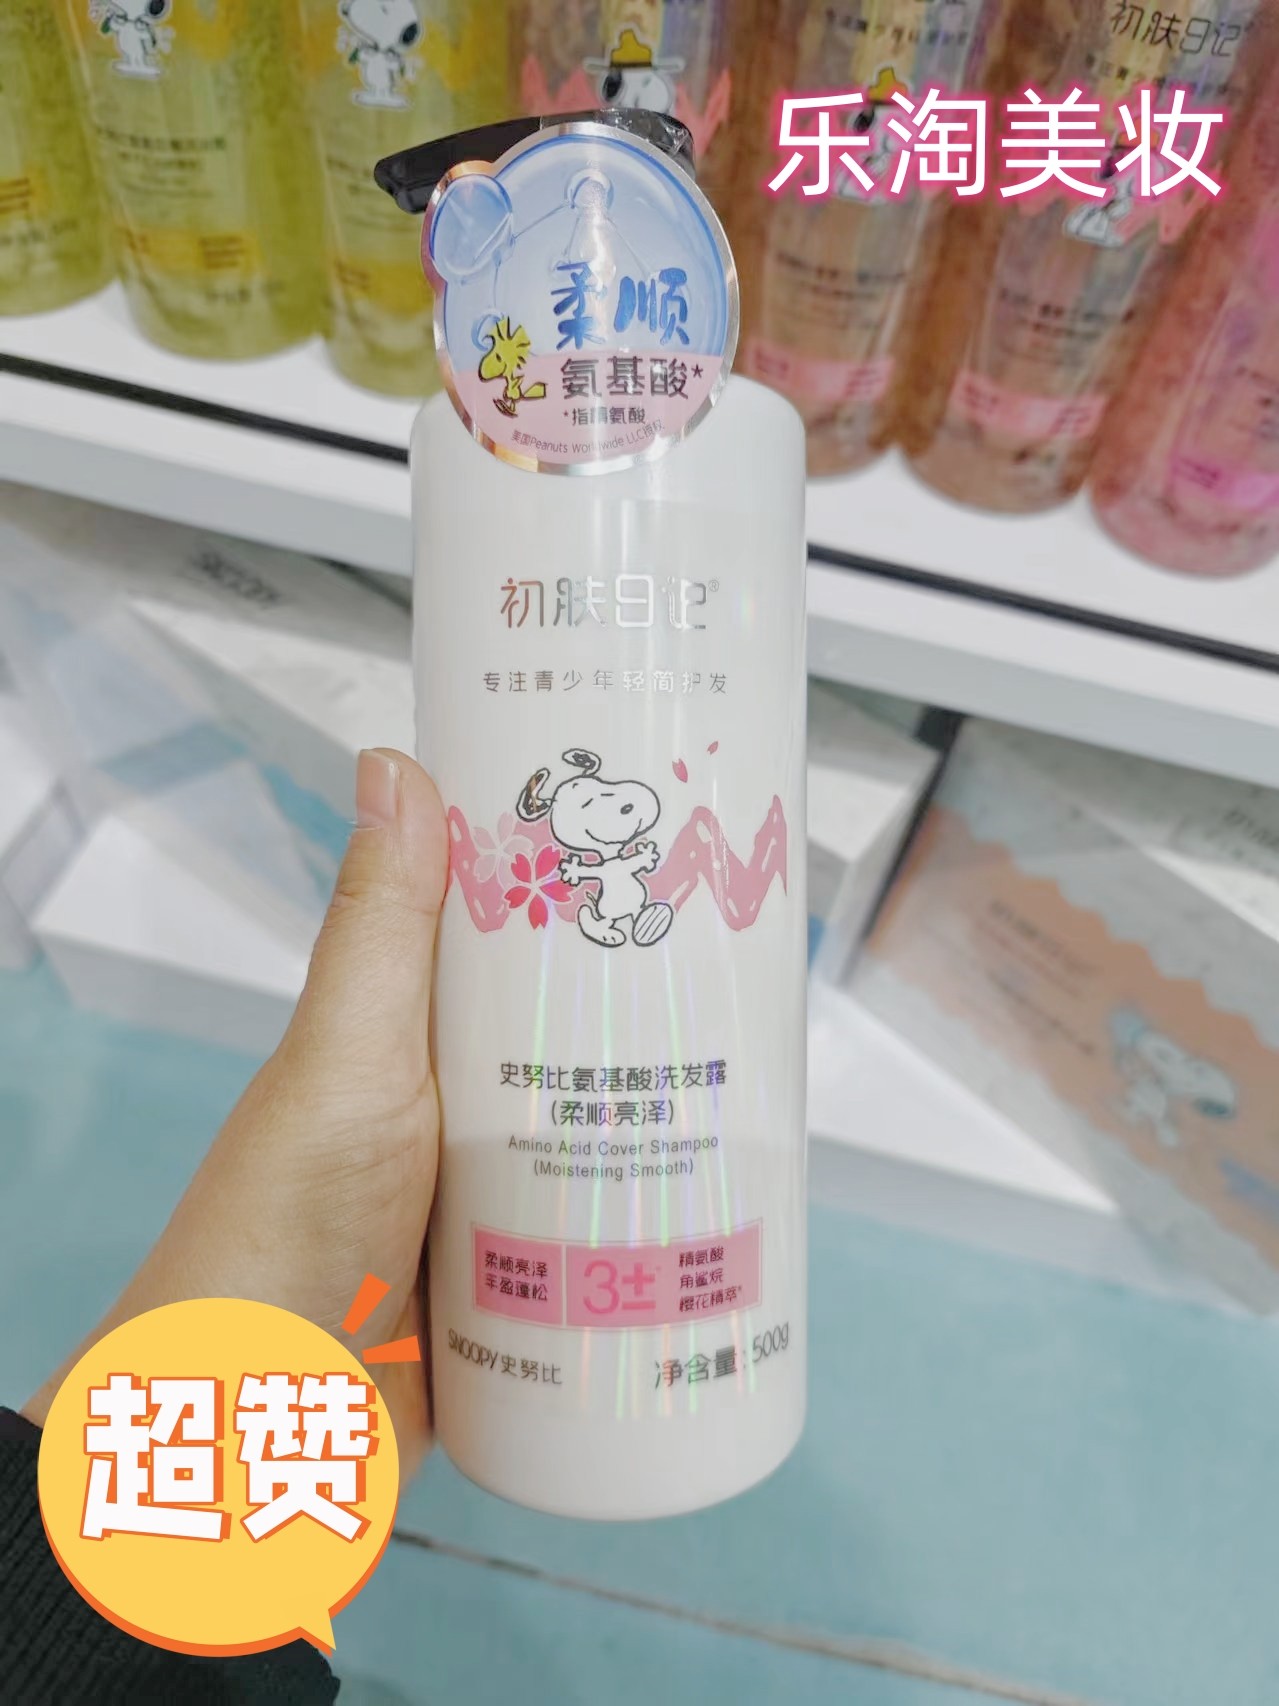 初肤日记
乐淘美妆
柔顺
氨基酸*
*指精氨酸
美国Peanuts Worldwide LLC授权
初肤日记®
专注青少年轻简护发
史努比氨基酸洗发露
(柔顺亮泽)
Amino Acid Cover Shampoo
(Moistening Smooth)
柔顺亮泽
丰盈蓬松
3±
精氨酸
角鲨烷
樱花精萃*
SNOOPY史努比
净含量:500g
超赞